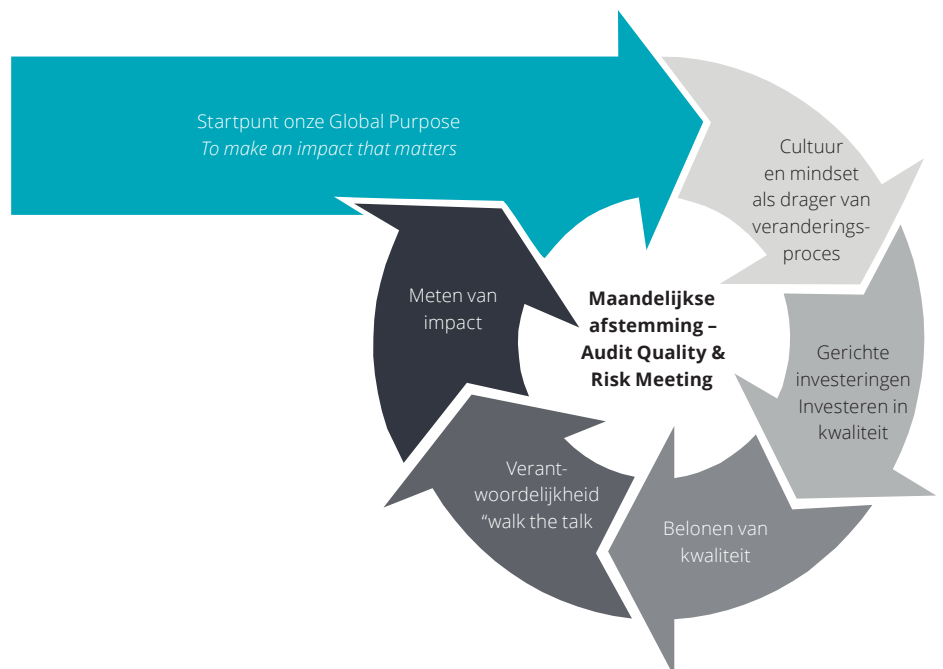 Startpunt onze Global Purpose
To make an impact that matters
Cultuur
en mindset
als drager van
veranderings-
proces
Gerichte
investeringen
Investeren in
kwaliteit
Belonen van
kwaliteit
Verant-
woordelijkheid
“walk the talk
Meten van
impact
Maandelijkse
afstemming –
Audit Quality &
Risk Meeting